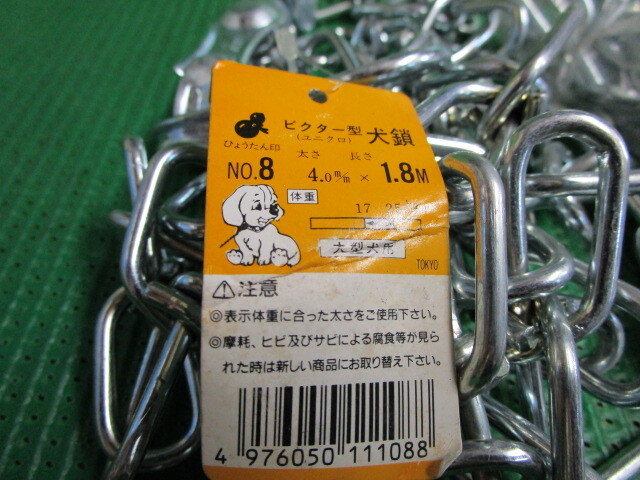 ビクター型 犬鎖
(ユニクロ)
ひょうたん印
太さ 長さ
NO.8 4.0m/m × 1.8M
体重
17 25
大型犬用
TOKYO
注意
◎表示体重に合った太さをご使用下さい。
◎摩耗、ヒビ及びサビによる腐食等が見ら
れた時は新しい商品にお取り替え下さい。
4 976050 111088